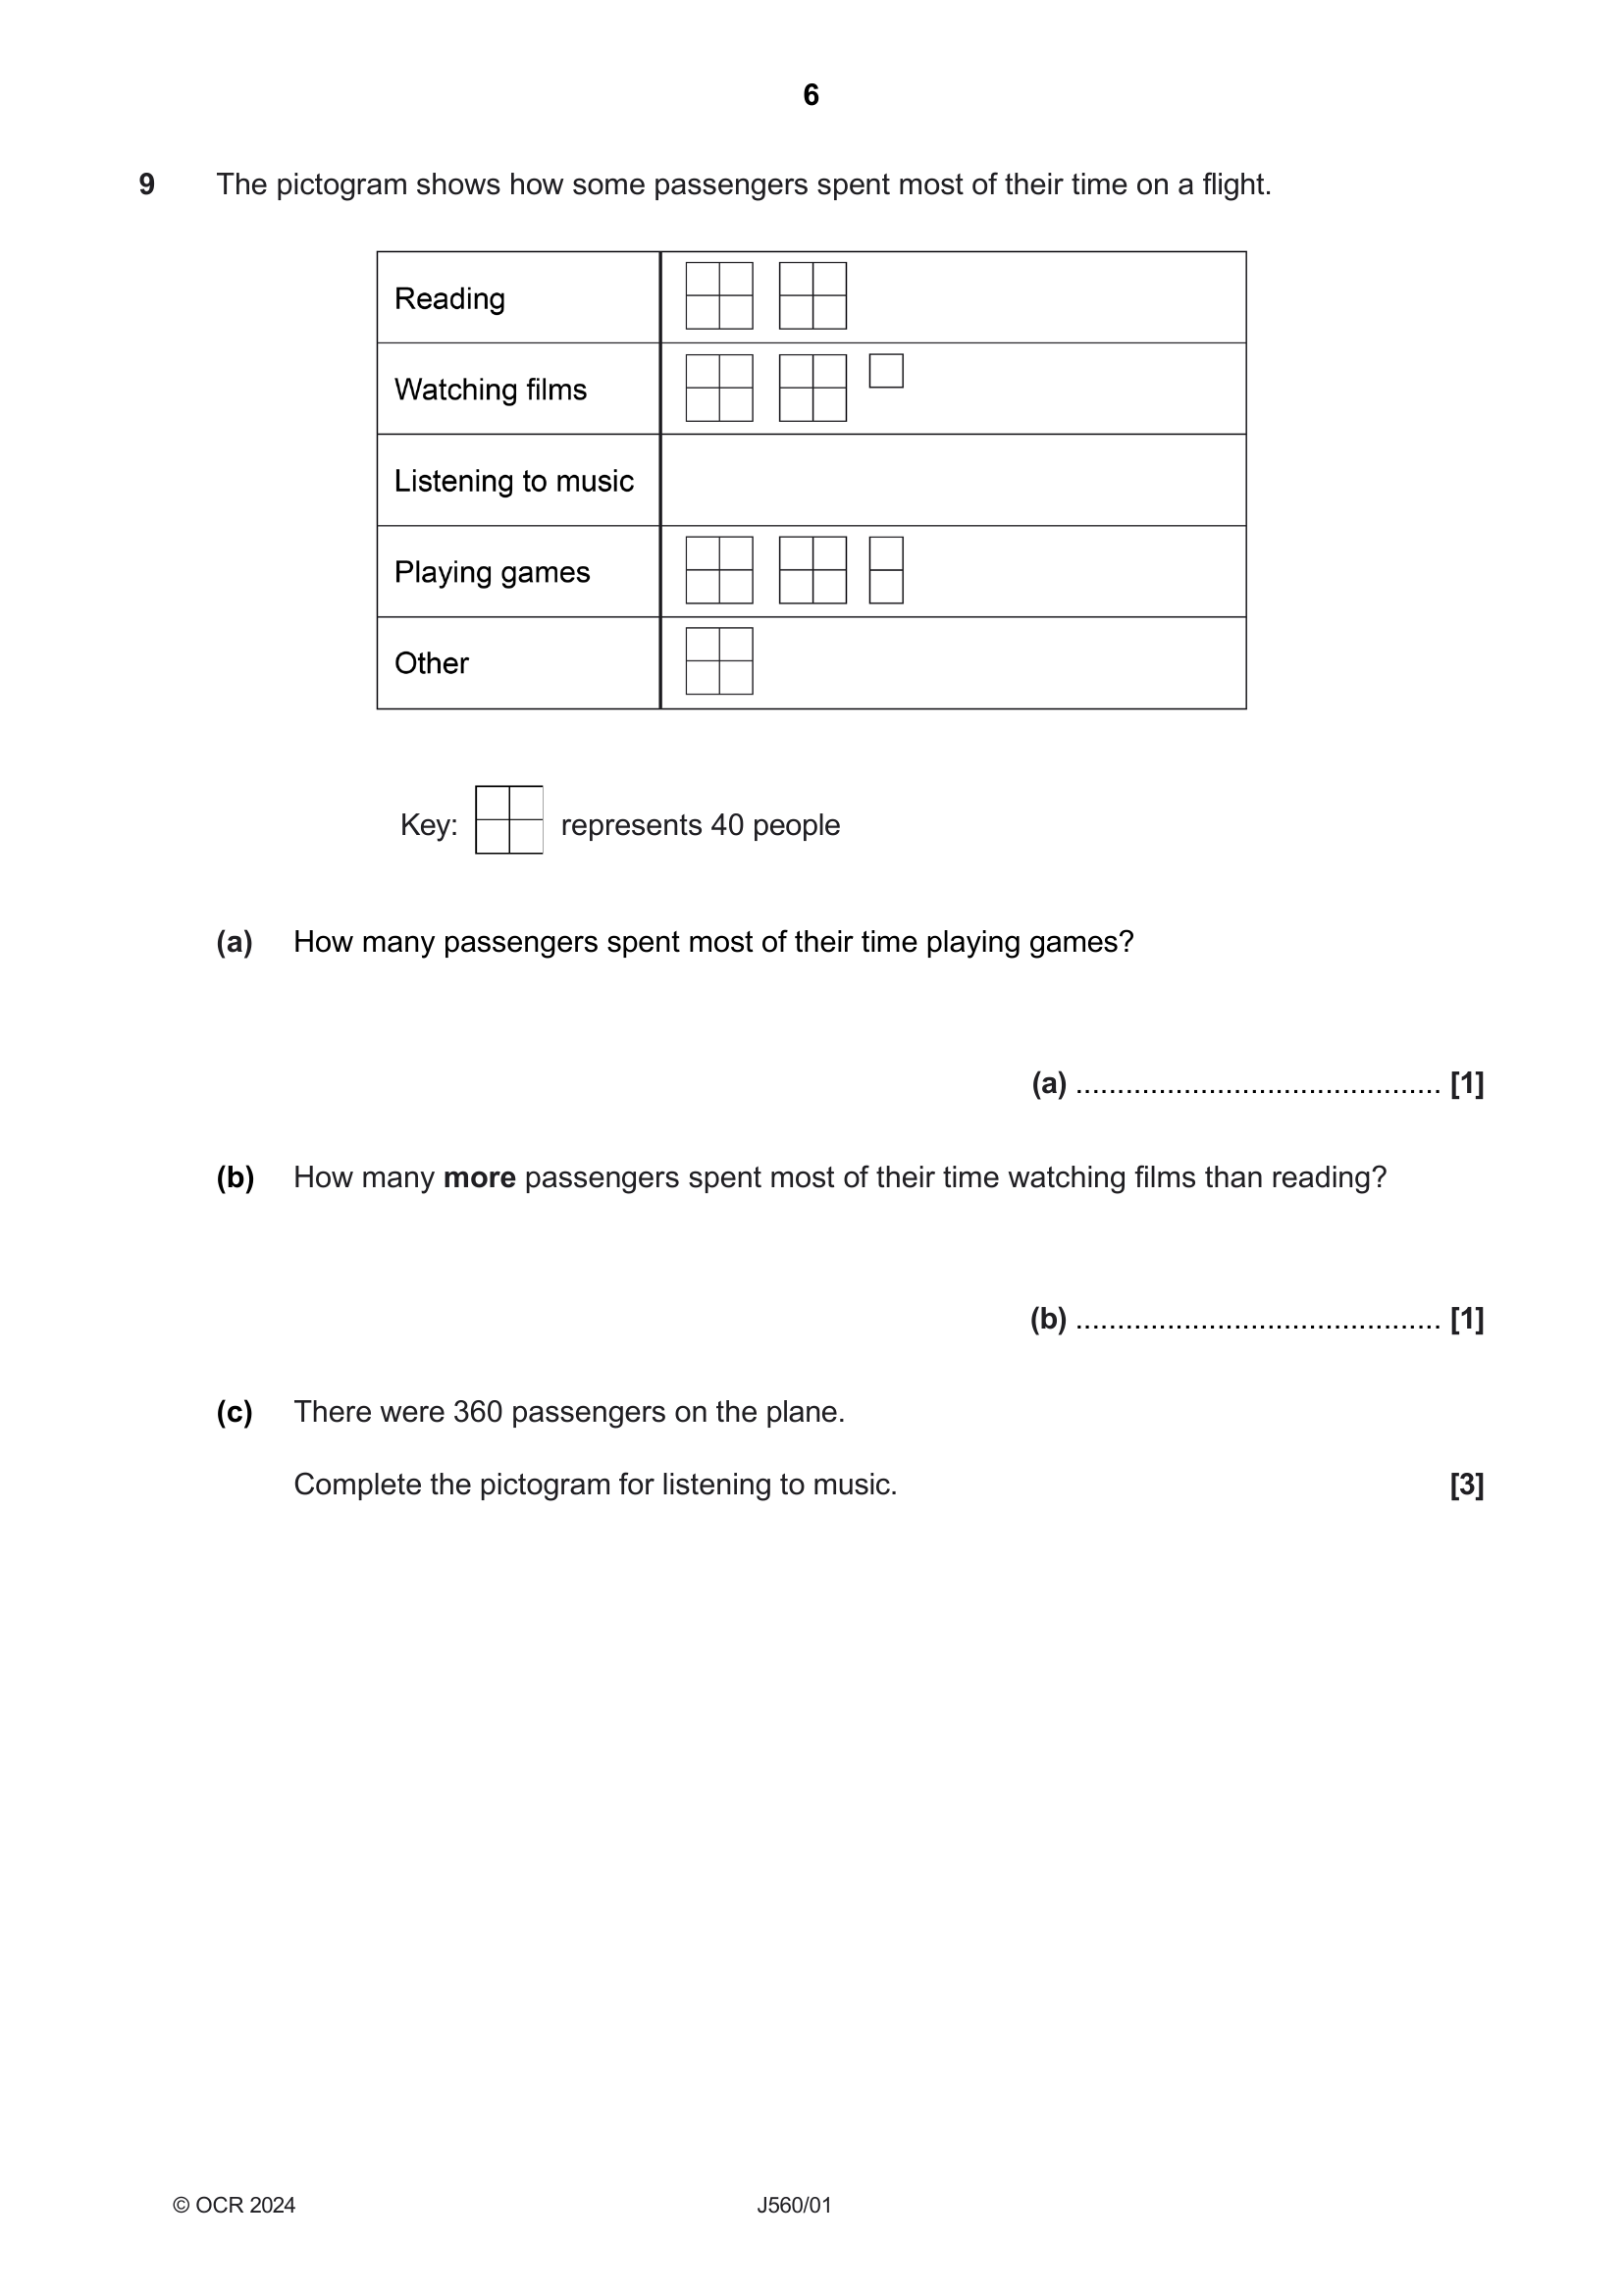 6
9 The pictogram shows how some passengers spent most of their time on a flight.
Reading
Watching films
Listening to music
Playing games
Other
Key: represents 40 people
(a) How many passengers spent most of their time playing games?
(a) ............................................ [1]
(b) How many more passengers spent most of their time watching films than reading?
(b) ............................................ [1]
(c) There were 360 passengers on the plane.
Complete the pictogram for listening to music. [3]
© OCR 2024 J560/01